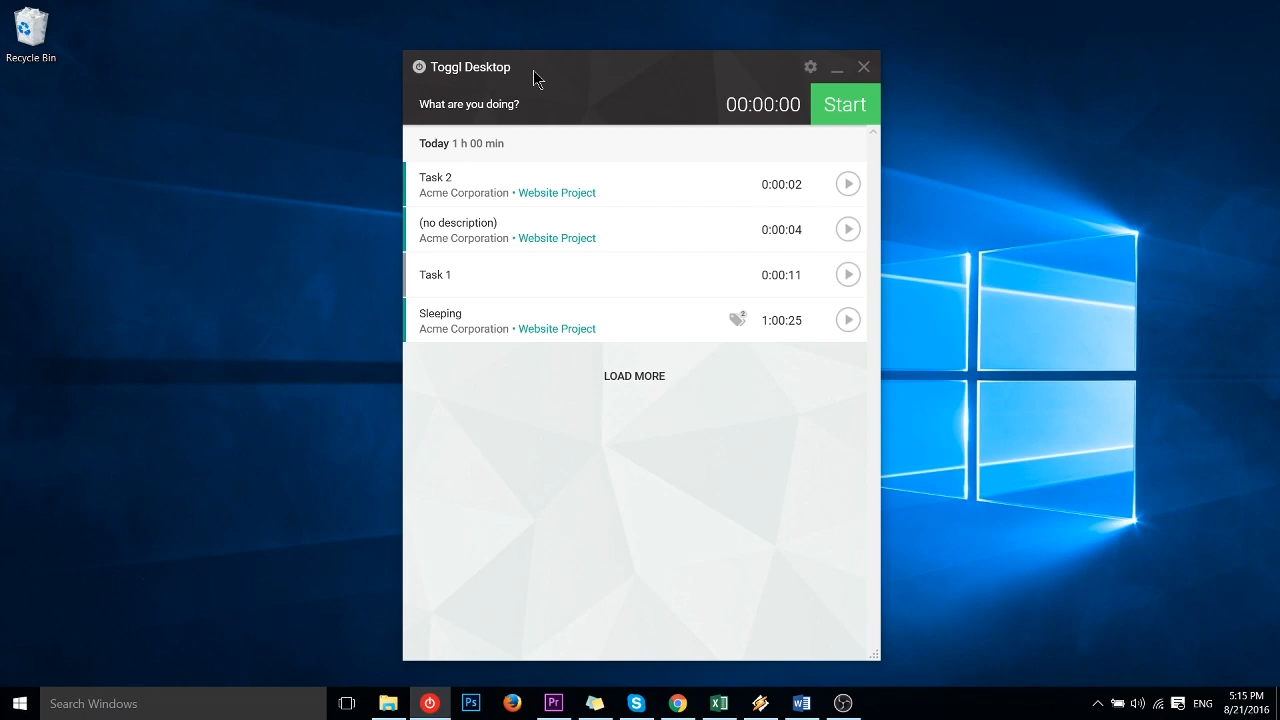 Recycle Bin
Toggl Desktop
What are you doing?
00:00:00
Start
Today 1 h 00 min
Task 2
Acme Corporation • Website Project
0:00:02
(no description)
Acme Corporation • Website Project
0:00:04
Task 1
0:00:11
Sleeping
Acme Corporation • Website Project
2
1:00:25
LOAD MORE
Search Windows
Ps
Pr
ENG
5:15 PM
8/21/2016